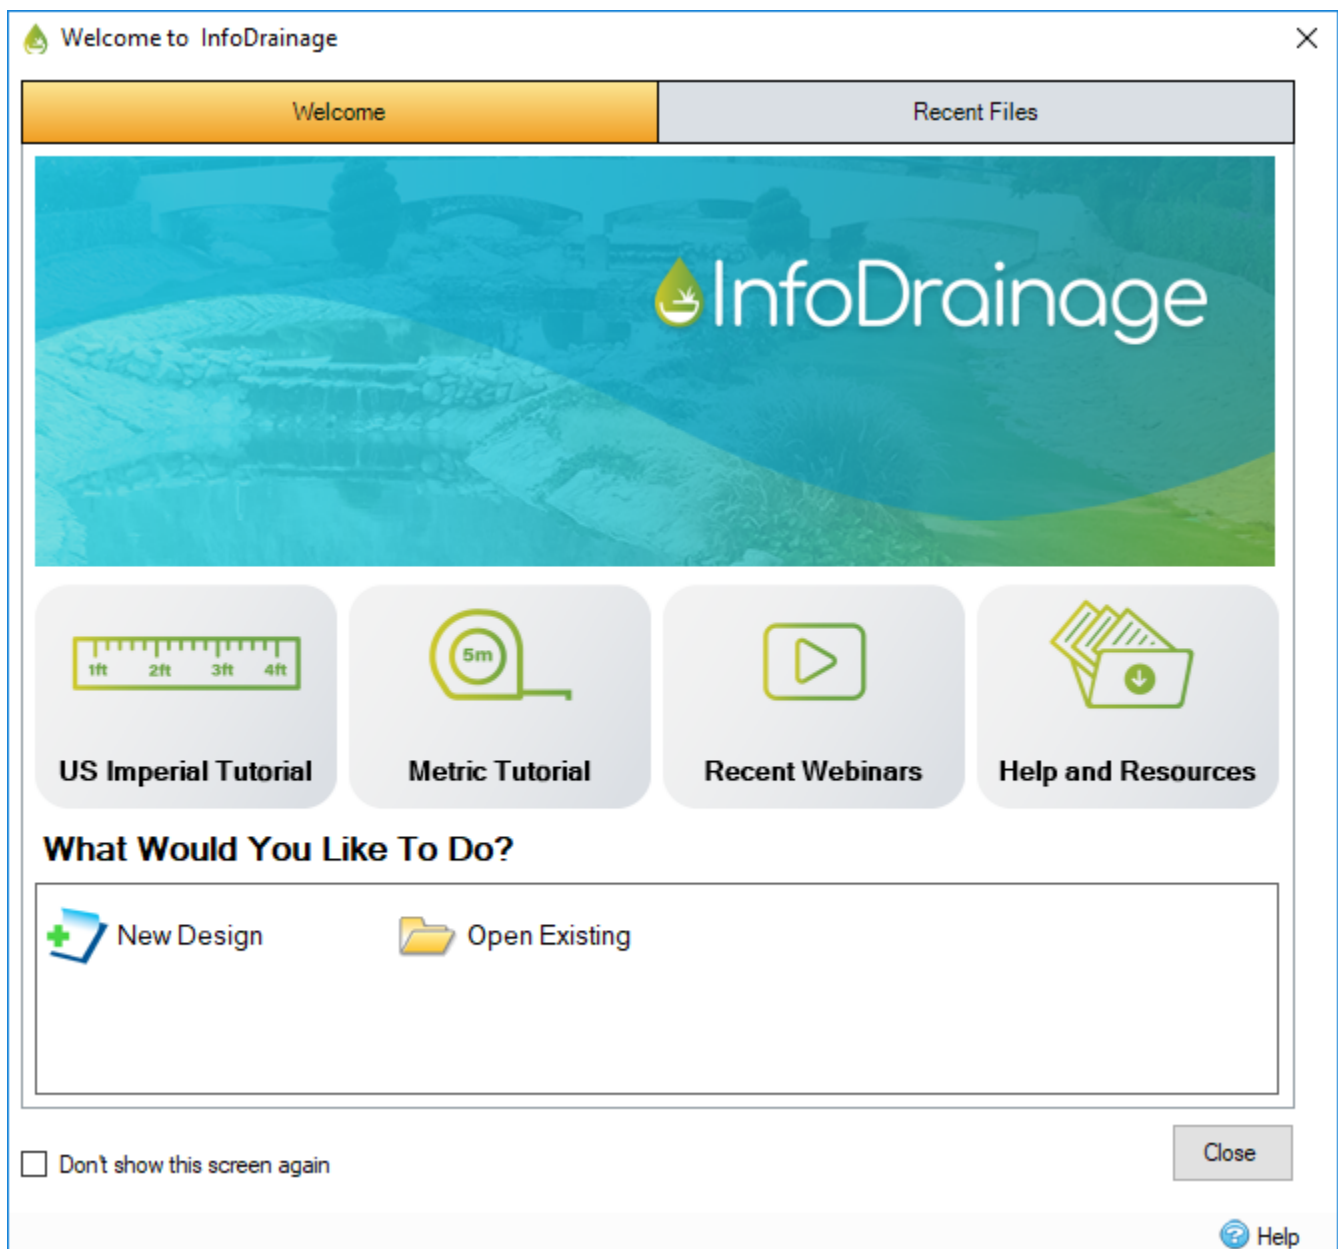 Welcome to InfoDrainage
Welcome
Recent Files
InfoDrainage
1ft 2ft 3ft 4ft
5m
US Imperial Tutorial
Metric Tutorial
Recent Webinars
Help and Resources
What Would You Like To Do?
New Design
Open Existing
Don't show this screen again
Close
Help